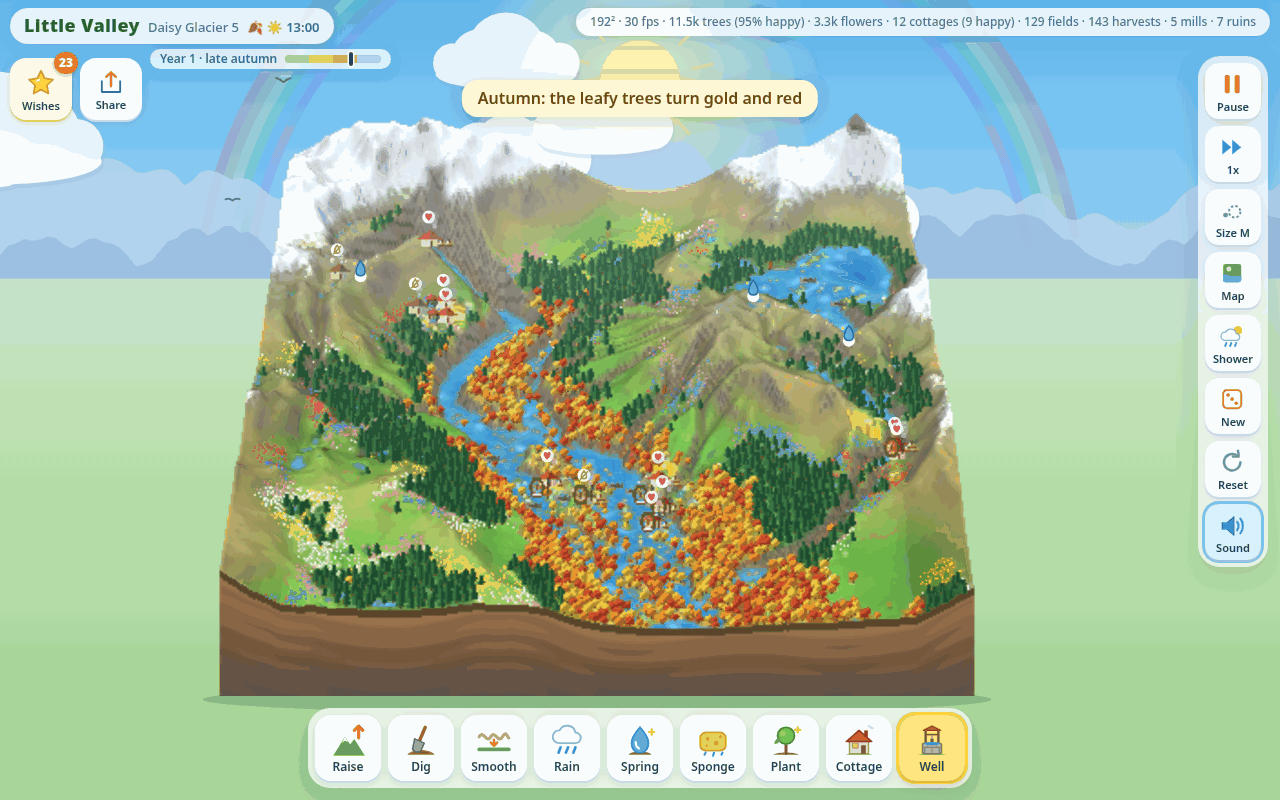 Little Valley Daisy Glacier 5 13:00
192² · 30 fps · 11.5k trees (95% happy) · 3.3k flowers · 12 cottages (9 happy) · 129 fields · 143 harvests · 5 mills · 7 ruins
Year 1 · late autumn
23
Wishes
Share
Autumn: the leafy trees turn gold and red
Pause
1x
Size M
Map
Shower
New
Reset
Sound
Raise
Dig
Smooth
Rain
Spring
Sponge
Plant
Cottage
Well